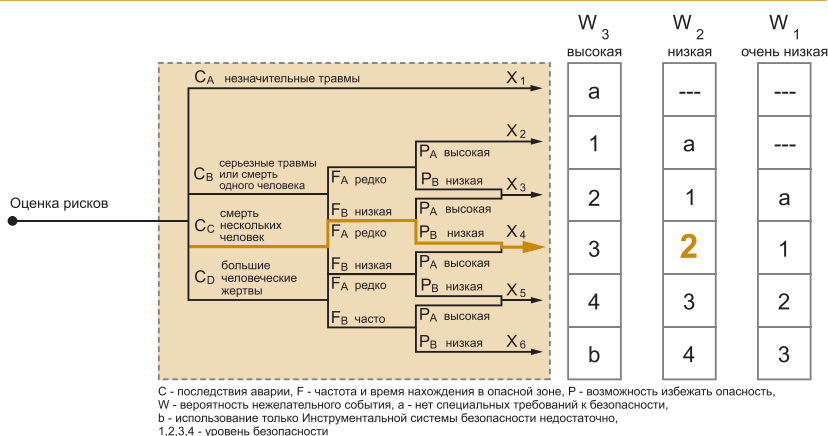 W3 W2 W1
высокая низкая очень низкая
Оценка рисков
CA незначительные травмы X1
a --- ---
X2
1 a ---
PA высокая
CB серьезные травмы
или смерть
одного человека
FA редко
PB низкая
X3
2 1 a
CC смерть
нескольких
человек
FB низкая
PA высокая
FA редко
PB низкая
X4
3 2 1
CD большие
человеческие
жертвы
FB низкая
PA высокая
FA редко
PB низкая
X5
4 3 2
FB часто
PA высокая
PB низкая
X6
b 4 3
C - последствия аварии, F - частота и время нахождения в опасной зоне, P - возможность избежать опасность,
W - вероятность нежелательного события, a - нет специальных требований к безопасности,
b - использование только Инструментальной системы безопасности недостаточно,
1,2,3,4 - уровень безопасности